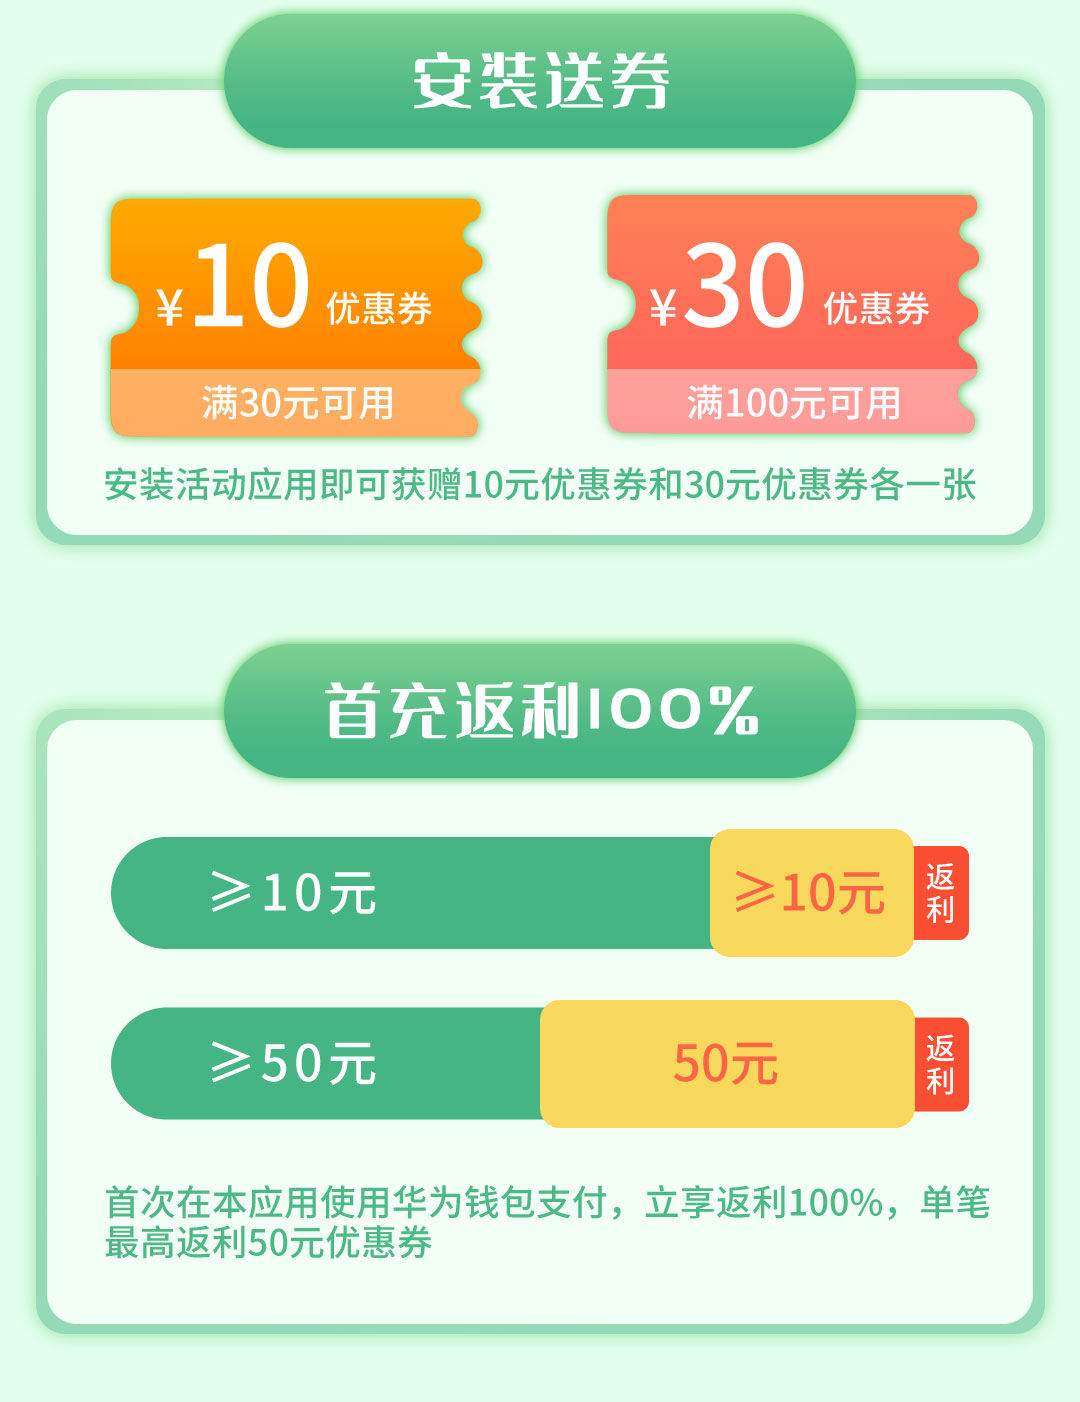 安装送券
¥10优惠券
满30元可用
¥30优惠券
满100元可用
安装活动应用即可获赠10元优惠券和30元优惠券各一张
首充返利100%
≥10元
≥10元
返利
≥50元
50元
返利
首次在本应用使用华为钱包支付，立享返利100%，单笔
最高返利50元优惠券